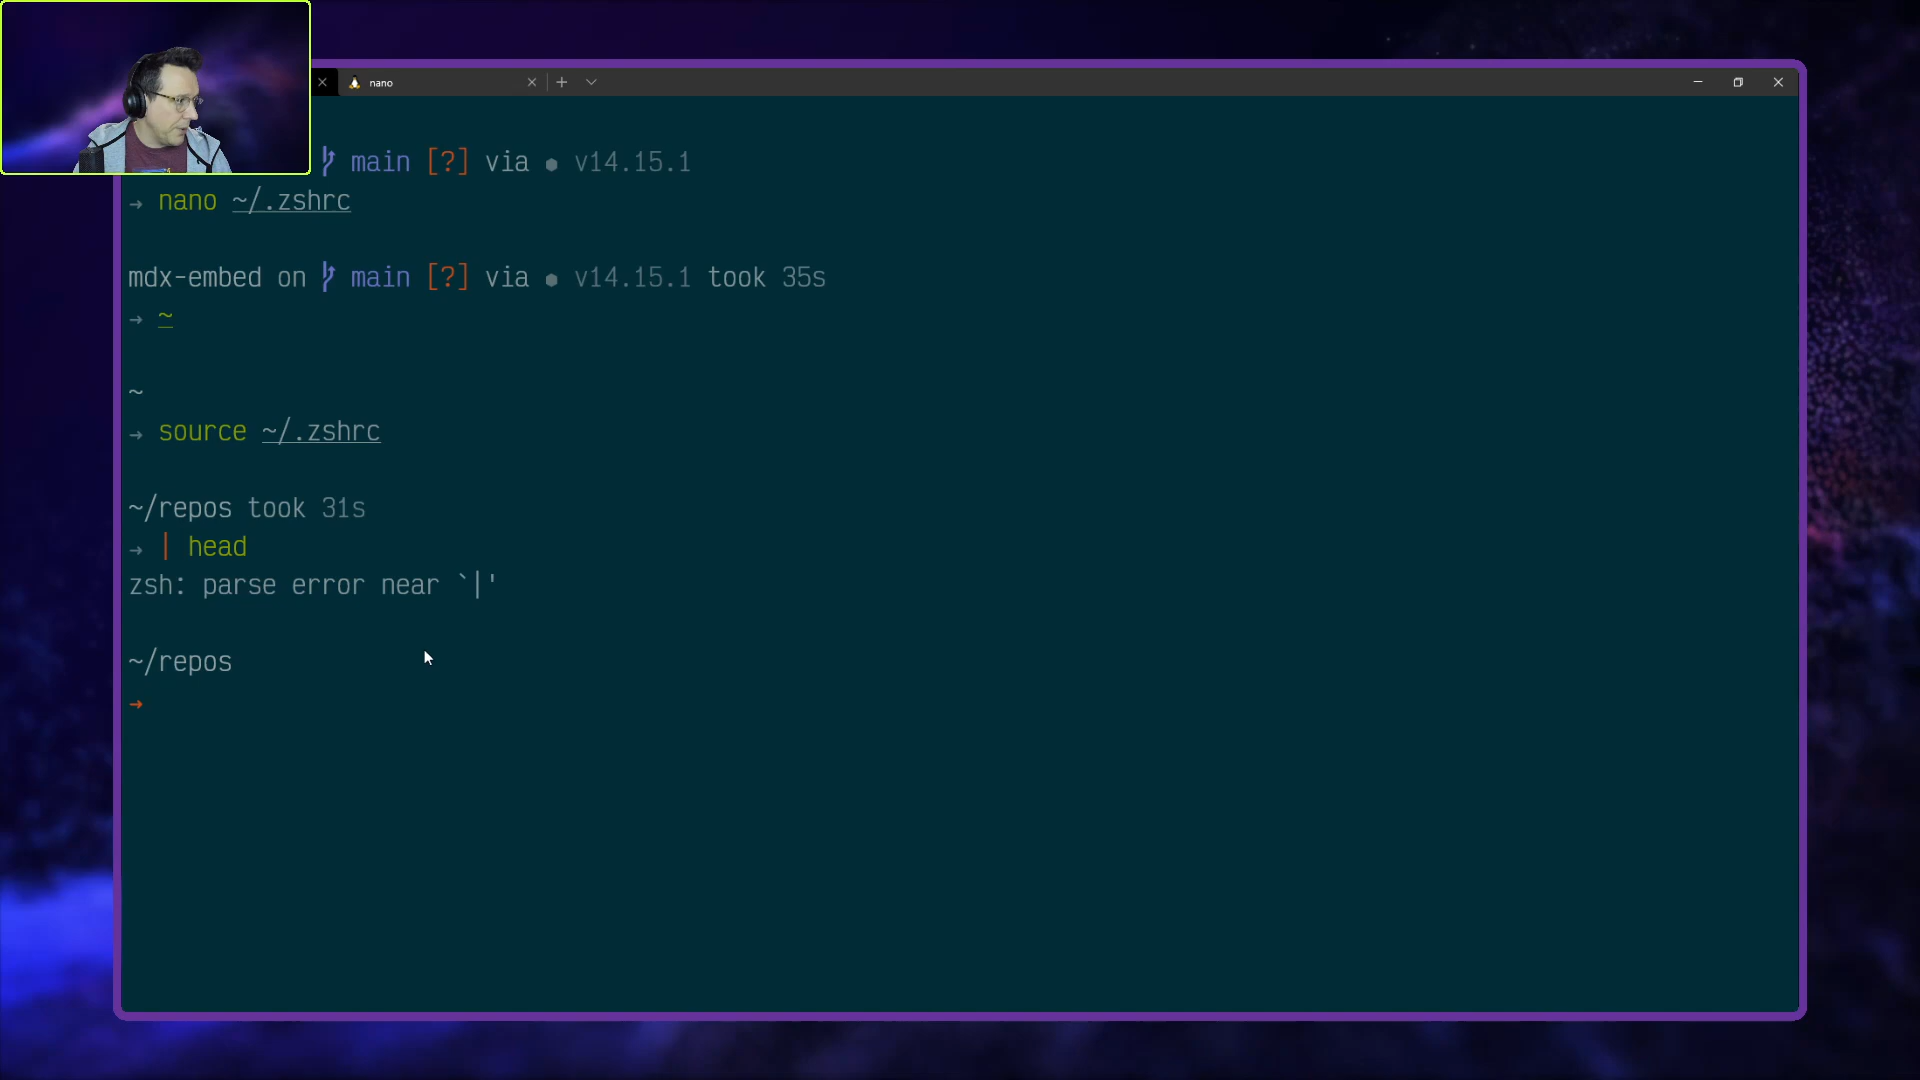 nano
main [?] via v14.15.1
→ nano ~/.zshrc
mdx-embed on main [?] via v14.15.1 took 35s
→ ~
~
→ source ~/.zshrc
~/repos took 31s
→ | head
zsh: parse error near `|'
~/repos
→